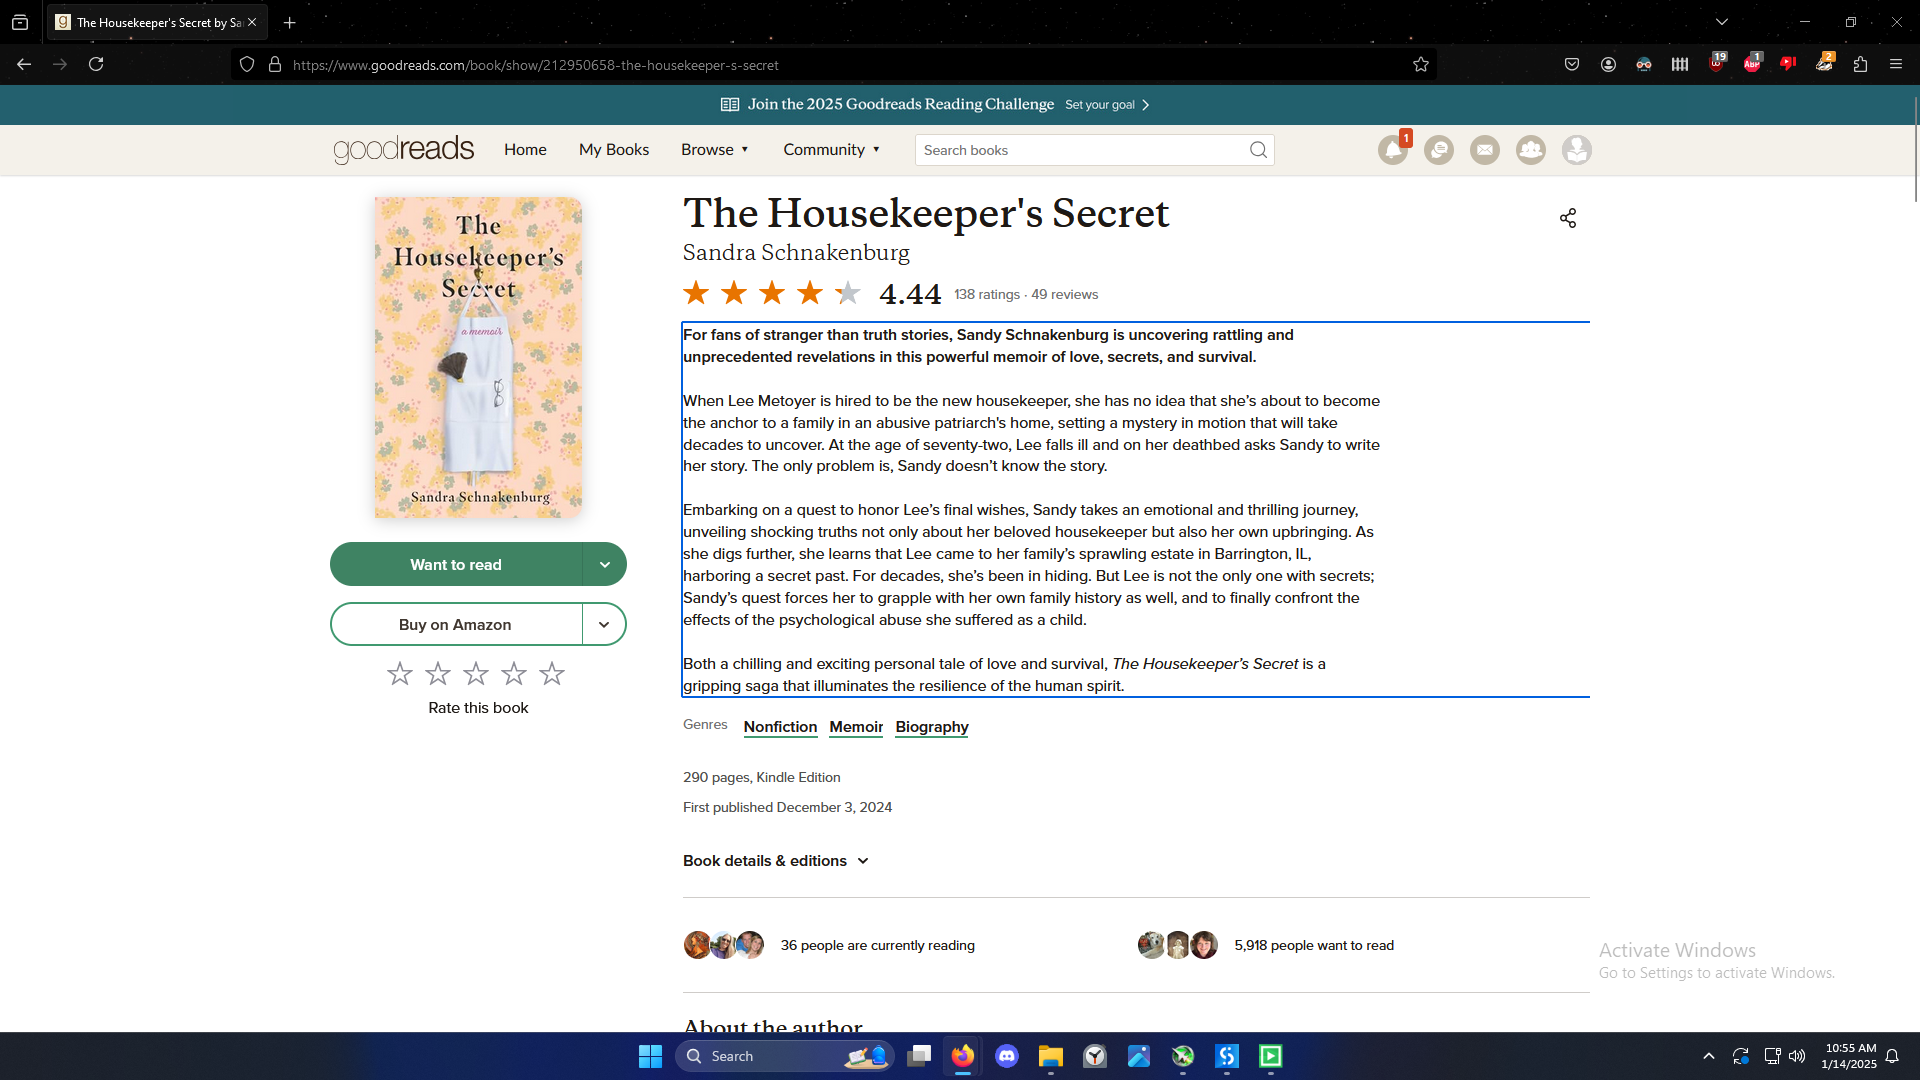 The Housekeeper's Secret by Sa
https://www.goodreads.com/book/show/212950658-the-housekeeper-s-secret
19
1
2
Join the 2025 Goodreads Reading Challenge Set your goal
goodreads
Home
My Books
Browse
Community
Search books
1
The
Housekeeper's
Secret
a memoir
Sandra Schnakenburg
Want to read
Buy on Amazon
Rate this book
The Housekeeper's Secret
Sandra Schnakenburg
4.44 138 ratings · 49 reviews
For fans of stranger than truth stories, Sandy Schnakenburg is uncovering rattling and
unprecedented revelations in this powerful memoir of love, secrets, and survival.
When Lee Metoyer is hired to be the new housekeeper, she has no idea that she’s about to become
the anchor to a family in an abusive patriarch's home, setting a mystery in motion that will take
decades to uncover. At the age of seventy-two, Lee falls ill and on her deathbed asks Sandy to write
her story. The only problem is, Sandy doesn’t know the story.
Embarking on a quest to honor Lee’s final wishes, Sandy takes an emotional and thrilling journey,
unveiling shocking truths not only about her beloved housekeeper but also her own upbringing. As
she digs further, she learns that Lee came to her family’s sprawling estate in Barrington, IL,
harboring a secret past. For decades, she’s been in hiding. But Lee is not the only one with secrets;
Sandy’s quest forces her to grapple with her own family history as well, and to finally confront the
effects of the psychological abuse she suffered as a child.
Both a chilling and exciting personal tale of love and survival, The Housekeeper’s Secret is a
gripping saga that illuminates the resilience of the human spirit.
Genres Nonfiction Memoir Biography
290 pages, Kindle Edition
First published December 3, 2024
Book details & editions
36 people are currently reading
5,918 people want to read
About the author
Activate Windows
Go to Settings to activate Windows.
Search
10:55 AM
1/14/2025